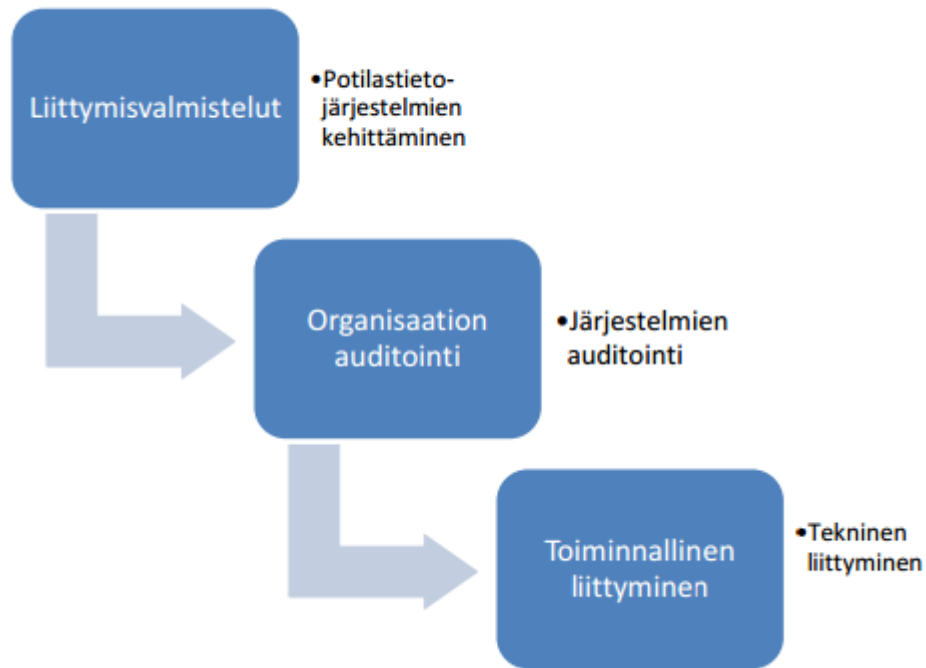 Liittymisvalmistelut
•Potilastieto-
järjestelmien
kehittäminen
Organisaation
auditointi
•Järjestelmien
auditointi
Toiminnallinen
liittyminen
•Tekninen
liittyminen